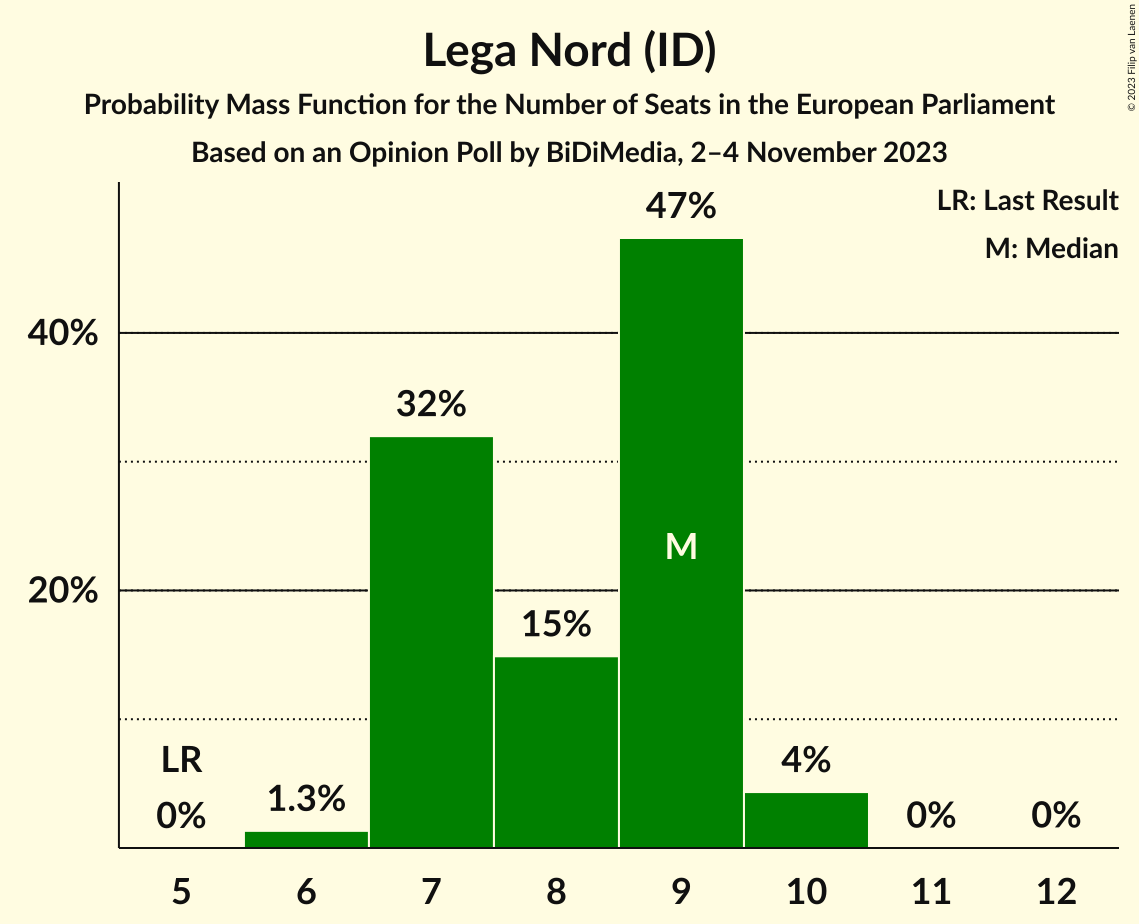 Lega Nord (ID)
Probability Mass Function for the Number of Seats in the European Parliament
Based on an Opinion Poll by BiDiMedia, 2–4 November 2023
© 2023 Filip van Laenen
LR: Last Result
M: Median
47%
40%
32%
M
20%
15%
LR
0%
1.3%
4%
0%
0%
5 6 7 8 9 10 11 12